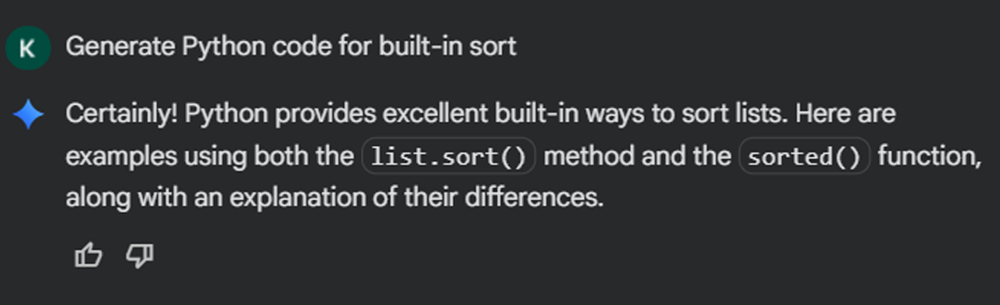 K Generate Python code for built-in sort
Certainly! Python provides excellent built-in ways to sort lists. Here are
examples using both the list.sort() method and the sorted() function,
along with an explanation of their differences.